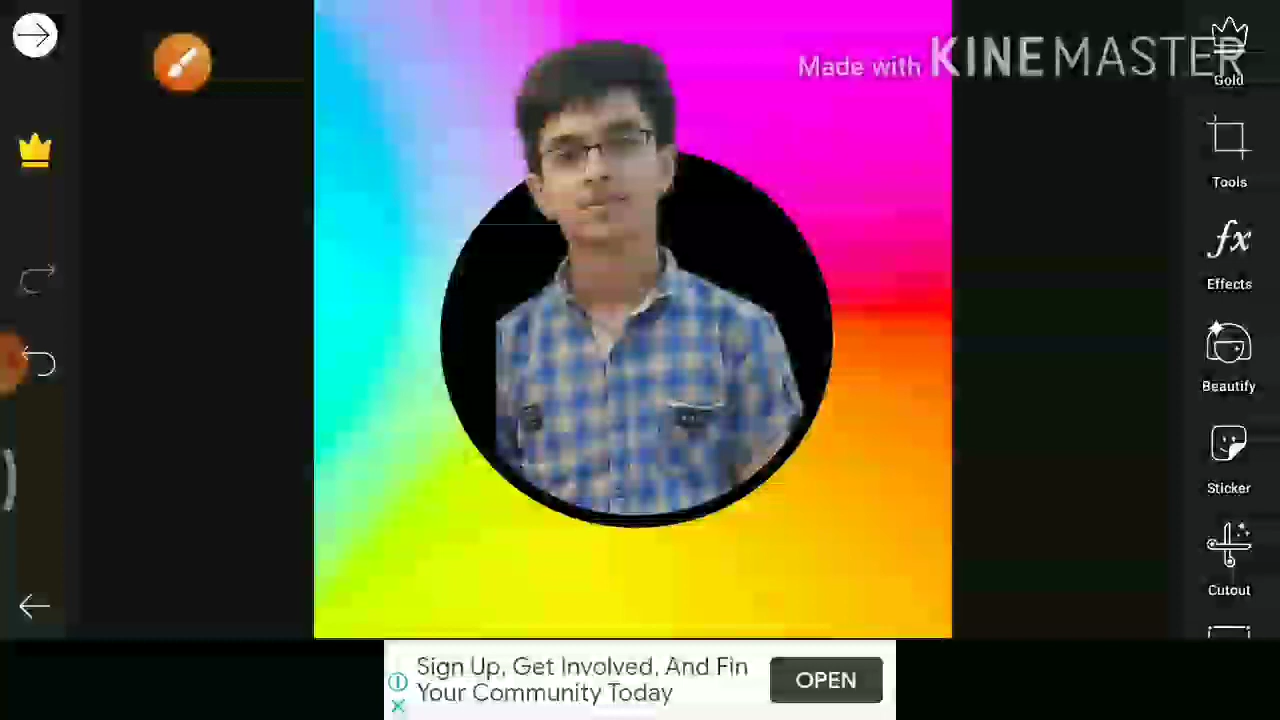 Made with KINEMASTER
Gold
Tools
fx
Effects
Beautify
Sticker
Cutout
Sign Up, Get Involved, And Fin
Your Community Today
OPEN